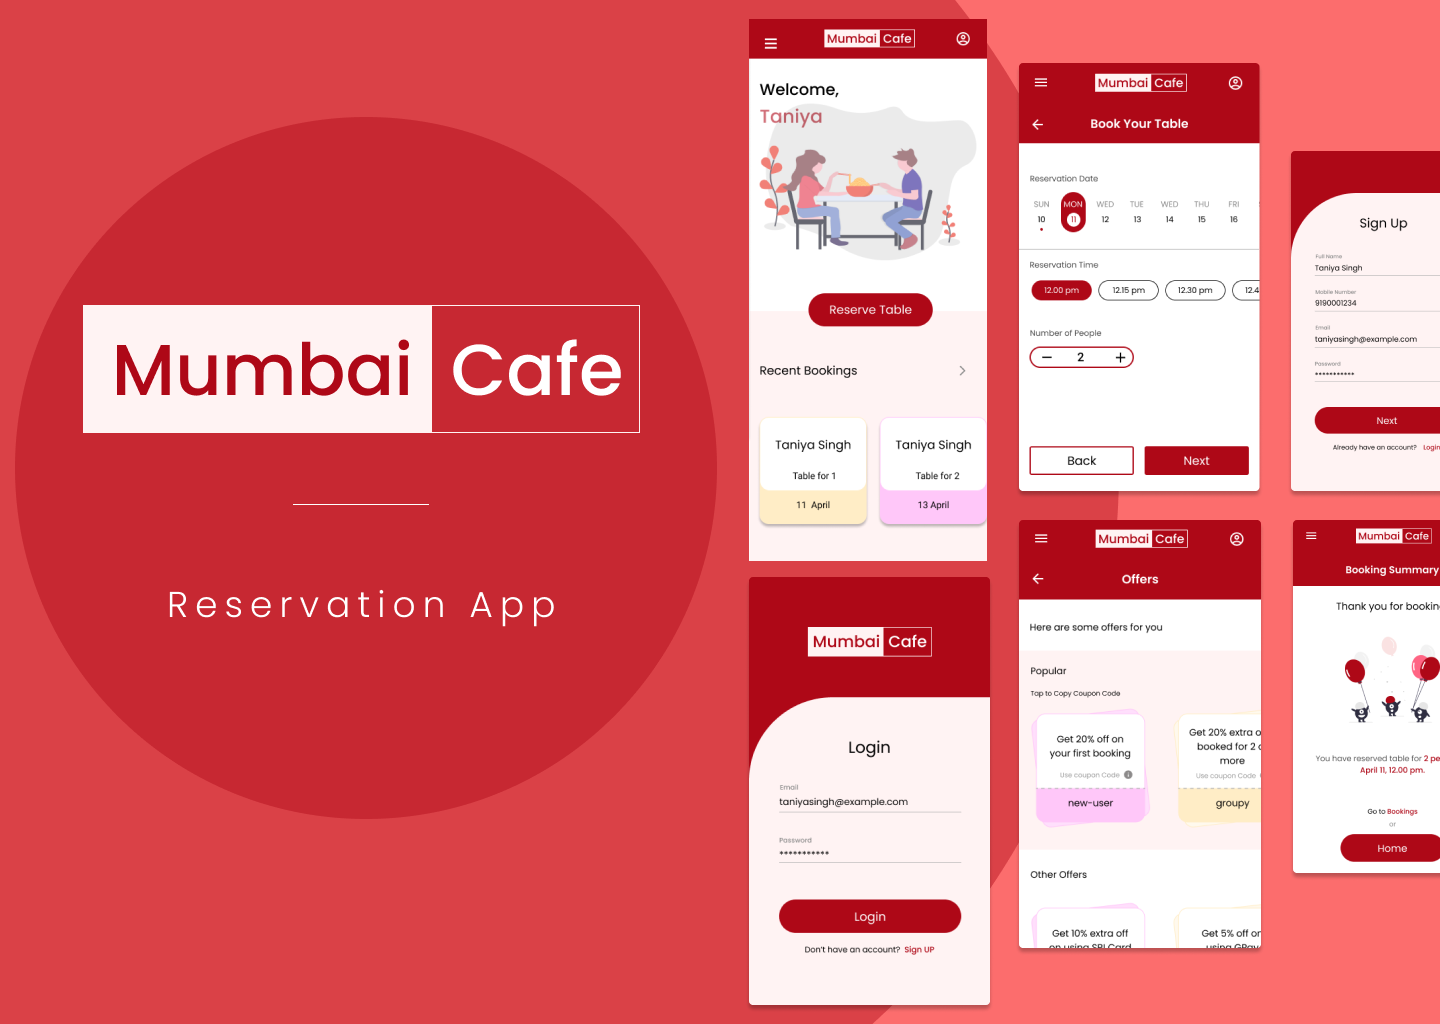 Mumbai Cafe
Reservation App
Mumbai Cafe
Welcome,
Taniya
Reserve Table
Recent Bookings
Taniya Singh
Table for 1
11 April
Taniya Singh
Table for 2
13 April
Mumbai Cafe
Login
Email
taniyasingh@example.com
Password
***********
Login
Don't have an account? Sign UP
Mumbai Cafe
Book Your Table
Reservation Date
SUN MON WED TUE WED THU FRI
10 11 12 13 14 15 16
Reservation Time
12.00 pm 12.15 pm 12.30 pm 12.4
Number of People
2
Back Next
Mumbai Cafe
Offers
Here are some offers for you
Popular
Tap to Copy Coupon Code
Get 20% off on
your first booking
Use coupon Code
new-user
Get 20% extra o
booked for 2 o
more
Use coupon Code
groupy
Other Offers
Get 10% extra off
on using SBI Card
Get 5% off on
using GPay
Sign Up
Full Name
Taniya Singh
Mobile Number
9190001234
Email
taniyasingh@example.com
Password
***********
Next
Already have an account? Login
Mumbai Cafe
Booking Summary
Thank you for bookin
You have reserved table for 2 pe
April 11, 12.00 pm.
Go to Bookings
or
Home